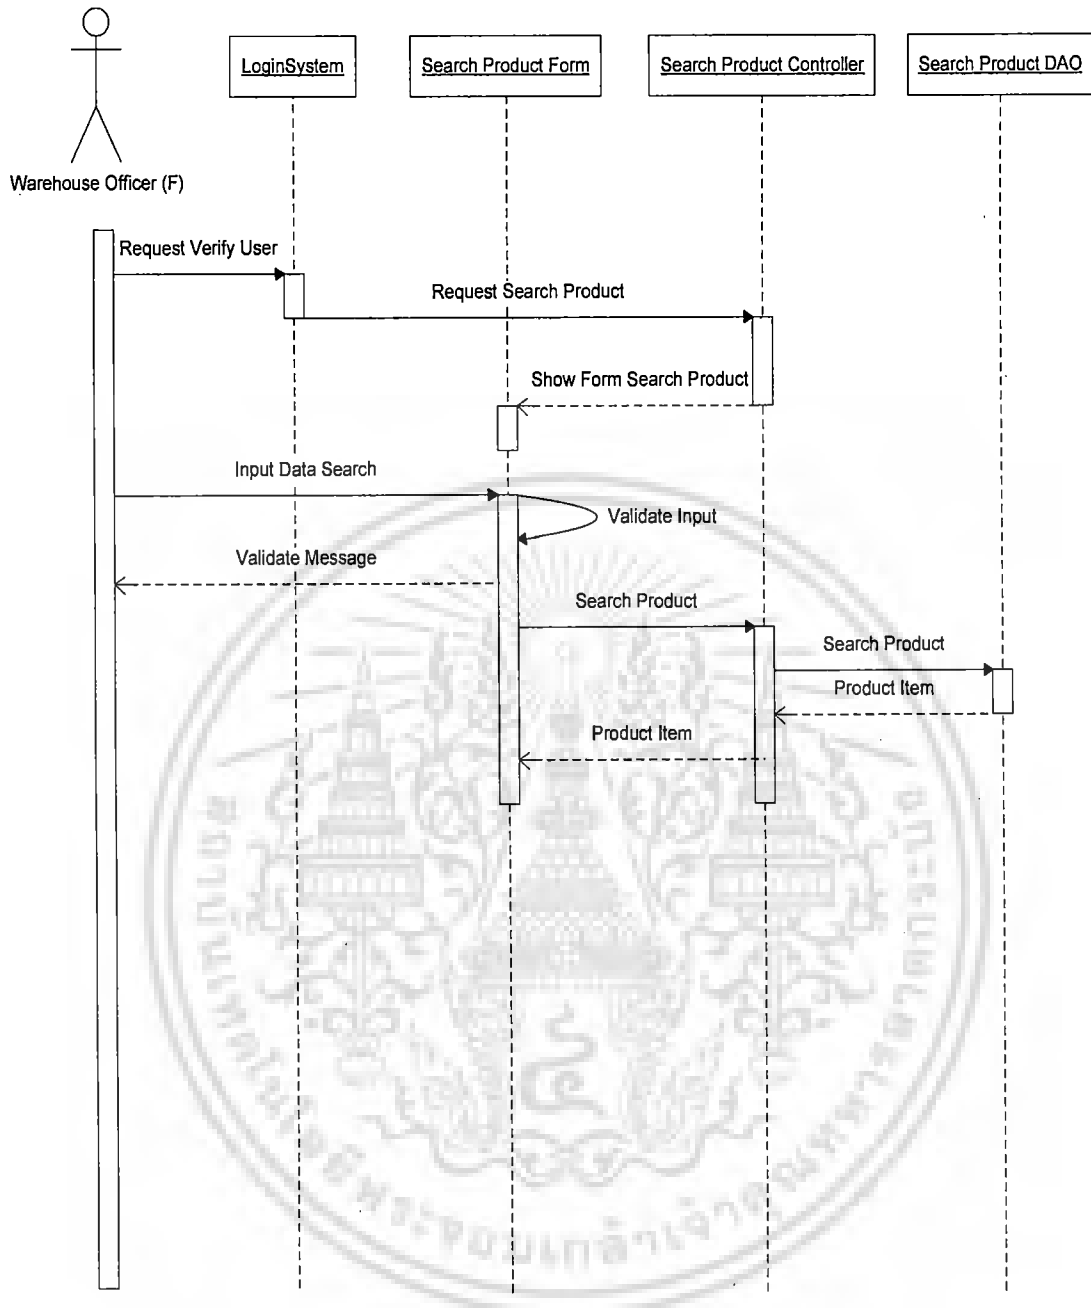 LoginSystem
Search Product Form
Search Product Controller
Search Product DAO
Warehouse Officer (F)
Request Verify User
Request Search Product
Show Form Search Product
Input Data Search
Validate Input
Validate Message
Search Product
Search Product
Product Item
Product Item